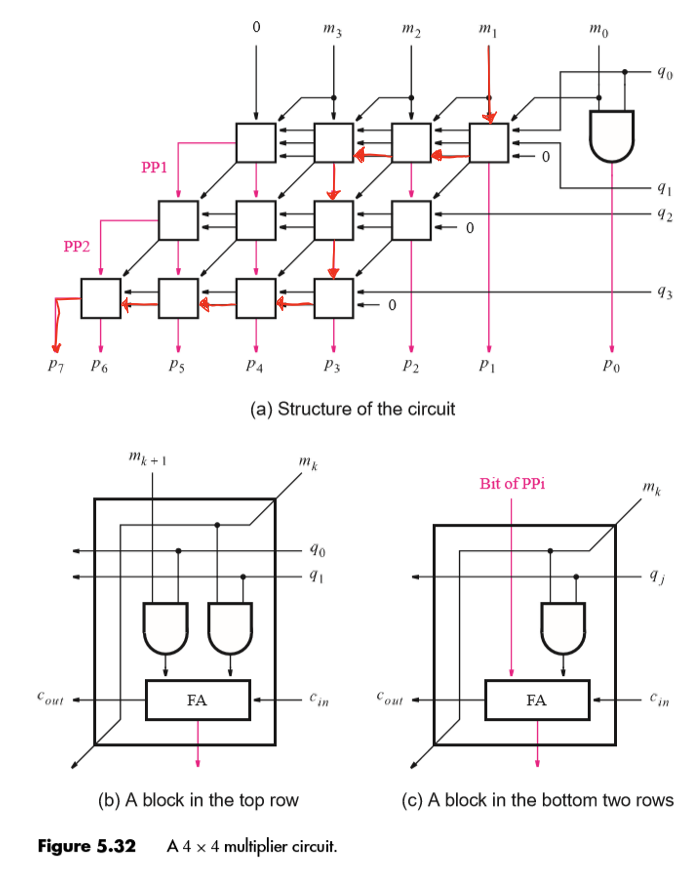 0 m3 m2 m1 m0
q0
PP1
0
q1
q2
0
PP2
q3
0
p7 p6 p5 p4 p3 p2 p1 p0
(a) Structure of the circuit
mk+1 mk
q0
q1
cout FA cin
(b) A block in the top row
Bit of PPi mk
qj
cout FA cin
(c) A block in the bottom two rows
Figure 5.32 A 4 × 4 multiplier circuit.